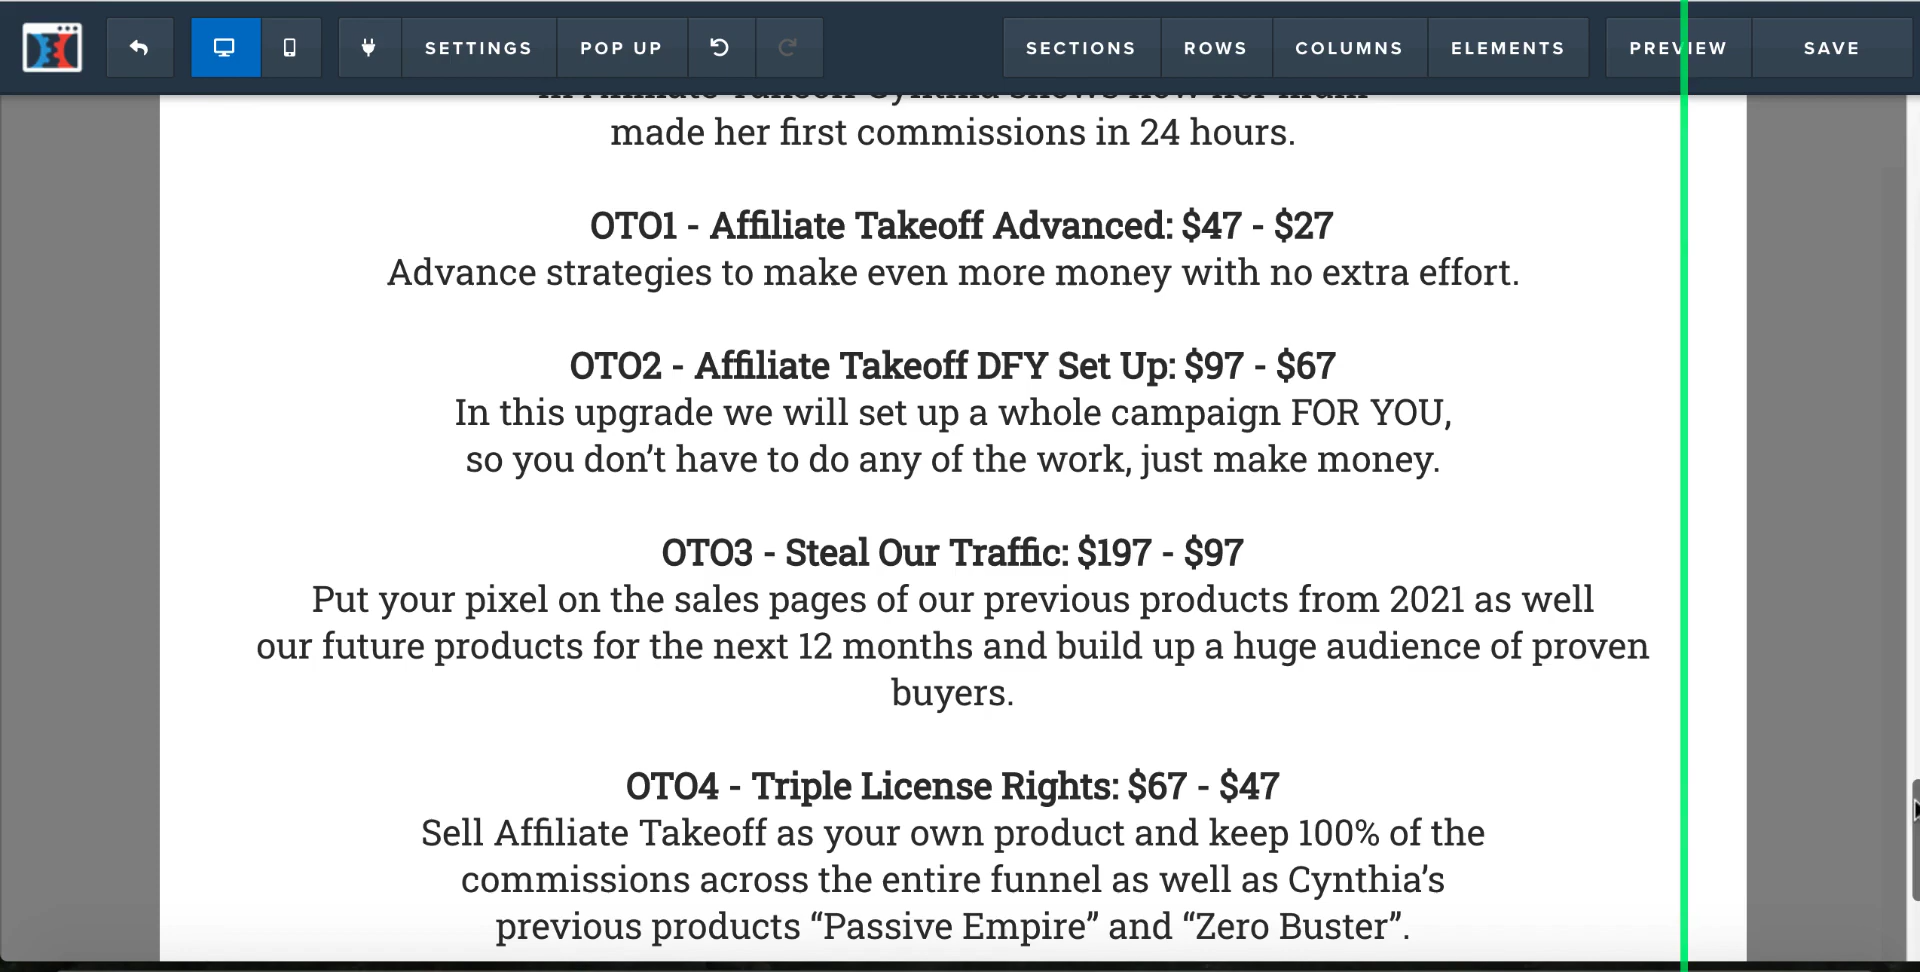 SETTINGS
POP UP
SECTIONS
ROWS
COLUMNS
ELEMENTS
PREVIEW
SAVE
made her first commissions in 24 hours.
OTO1 - Affiliate Takeoff Advanced: $47 - $27
Advance strategies to make even more money with no extra effort.
OTO2 - Affiliate Takeoff DFY Set Up: $97 - $67
In this upgrade we will set up a whole campaign FOR YOU,
so you don’t have to do any of the work, just make money.
OTO3 - Steal Our Traffic: $197 - $97
Put your pixel on the sales pages of our previous products from 2021 as well
our future products for the next 12 months and build up a huge audience of proven
buyers.
OTO4 - Triple License Rights: $67 - $47
Sell Affiliate Takeoff as your own product and keep 100% of the
commissions across the entire funnel as well as Cynthia’s
previous products “Passive Empire” and “Zero Buster”.